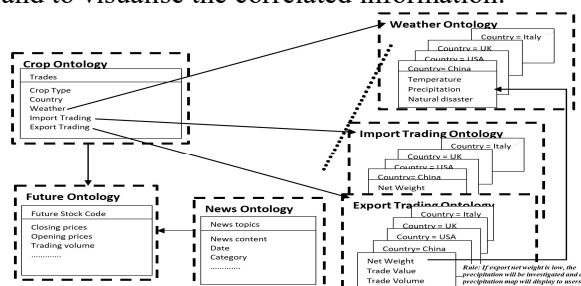 and to visualise the correlated information.
Weather Ontology
Country = Italy
Country = UK
Country = USA
Country= China
Temperature
Precipitation
Natural disaster
Crop Ontology
Trades
Crop Type
Country
Weather
Import Trading
Export Trading
Import Trading Ontology
Country = Italy
Country = UK
Country = USA
Country= China
Net Weight
Future Ontology
Future Stock Code
Closing prices
Opening prices
Trading volume
.............
News Ontology
News topics
News content
Date
Category
.............
Export Trading Ontology
Country = Italy
Country = UK
Country = USA
Country= China
Net Weight
Trade Value
Trade Volume
Rule: If export net weight is low, the
precipitation will be investigated and
precipitation map will display to user